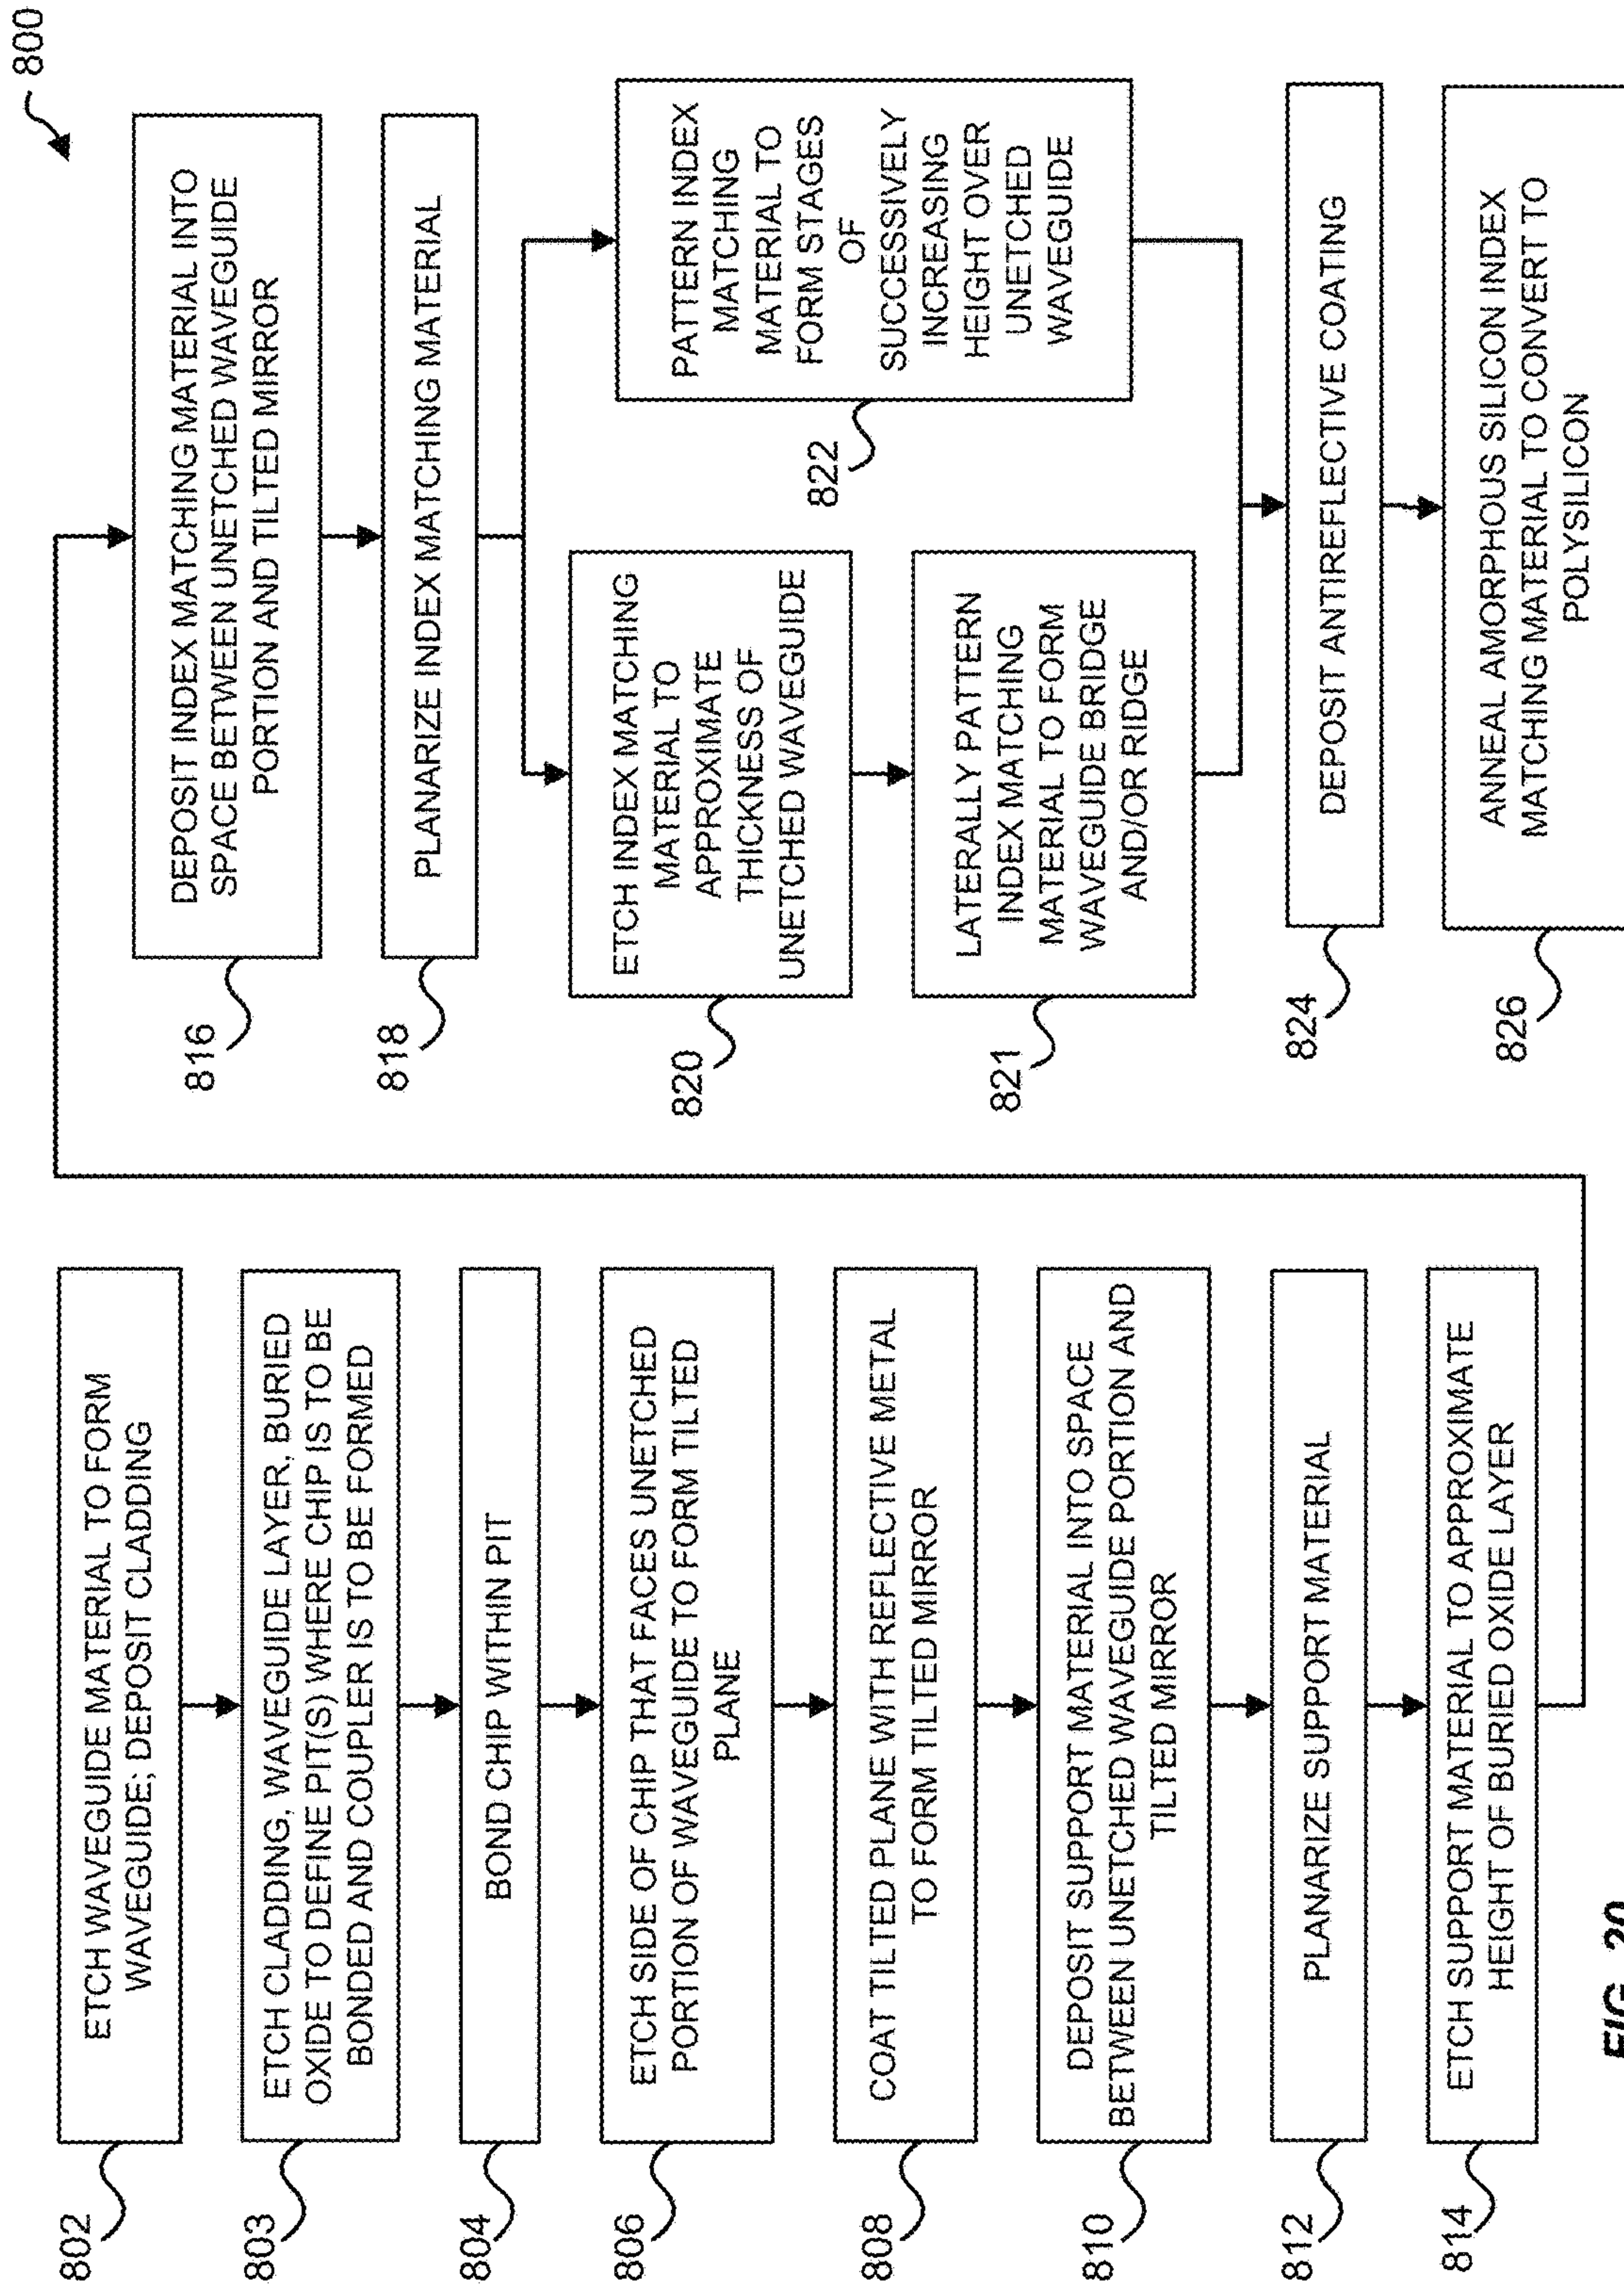 800
802
ETCH WAVEGUIDE MATERIAL TO FORM
WAVEGUIDE; DEPOSIT CLADDING
803
ETCH CLADDING, WAVEGUIDE LAYER, BURIED
OXIDE TO DEFINE PIT(S) WHERE CHIP IS TO BE
BONDED AND COUPLER IS TO BE FORMED
804
BOND CHIP WITHIN PIT
806
ETCH SIDE OF CHIP THAT FACES UNETCHED
PORTION OF WAVEGUIDE TO FORM TILTED
PLANE
808
COAT TILTED PLANE WITH REFLECTIVE METAL
TO FORM TILTED MIRROR
810
DEPOSIT SUPPORT MATERIAL INTO SPACE
BETWEEN UNETCHED WAVEGUIDE PORTION AND
TILTED MIRROR
812
PLANARIZE SUPPORT MATERIAL
814
ETCH SUPPORT MATERIAL TO APPROXIMATE
HEIGHT OF BURIED OXIDE LAYER
816
DEPOSIT INDEX MATCHING MATERIAL INTO
SPACE BETWEEN UNETCHED WAVEGUIDE
PORTION AND TILTED MIRROR
818
PLANARIZE INDEX MATCHING MATERIAL
820
ETCH INDEX MATCHING
MATERIAL TO
APPROXIMATE
THICKNESS OF
UNETCHED WAVEGUIDE
821
LATERALLY PATTERN
INDEX MATCHING
MATERIAL TO FORM
WAVEGUIDE BRIDGE
AND/OR RIDGE
822
PATTERN INDEX
MATCHING
MATERIAL TO
FORM STAGES
OF
SUCCESSIVELY
INCREASING
HEIGHT OVER
UNETCHED
WAVEGUIDE
824
DEPOSIT ANTIREFLECTIVE COATING
826
ANNEAL AMORPHOUS SILICON INDEX
MATCHING MATERIAL TO CONVERT TO
POLYSILICON
FIG. 20